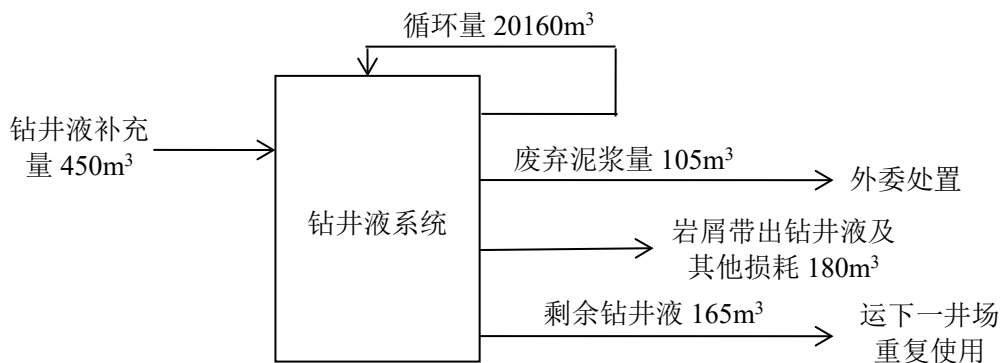 循环量 20160m³
钻井液补充
量 450m³
钻井液系统
废弃泥浆量 105m³
外委处置
岩屑带出钻井液及
其他损耗 180m³
剩余钻井液 165m³
运下一井场
重复使用